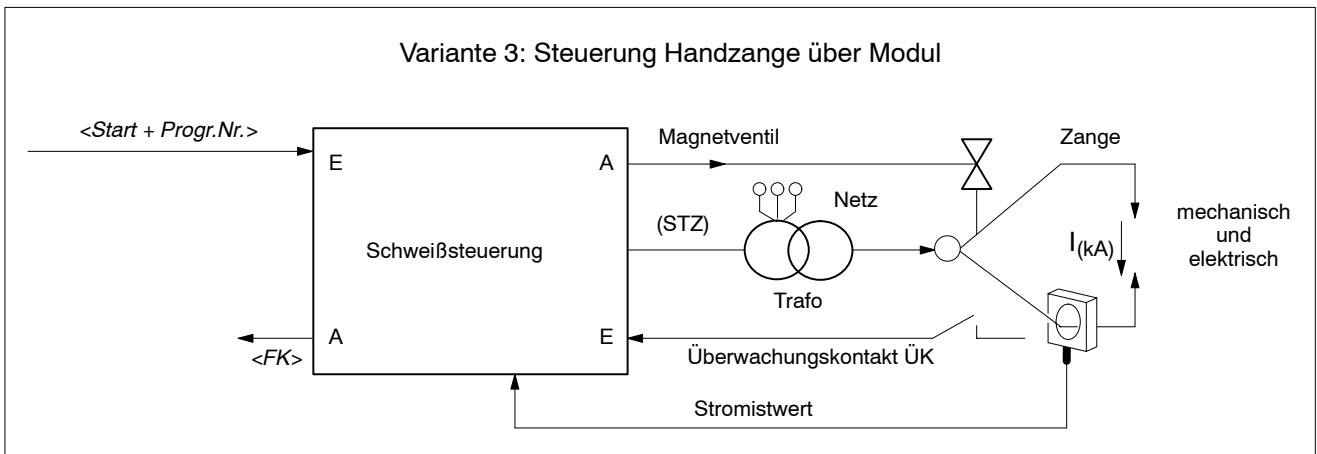 Variante 3: Steuerung Handzange über Modul
<Start + Progr.Nr.>
Magnetventil
Zange
E
A
Netz
(STZ)
mechanisch
und
elektrisch
I(kA)
Schweißsteuerung
Trafo
A
E
<FK>
Überwachungskontakt ÜK
Stromistwert